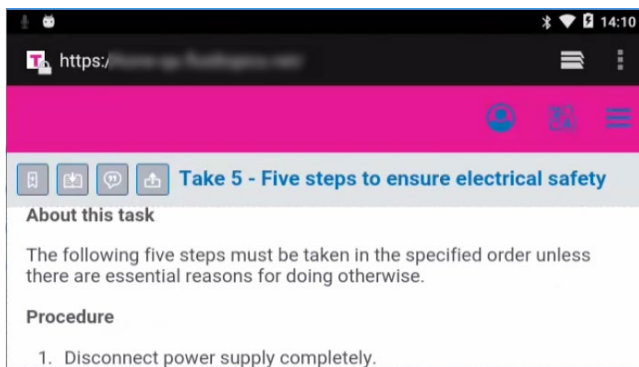 14:10
https:/
Take 5 - Five steps to ensure electrical safety
About this task
The following five steps must be taken in the specified order unless
there are essential reasons for doing otherwise.
Procedure
1. Disconnect power supply completely.